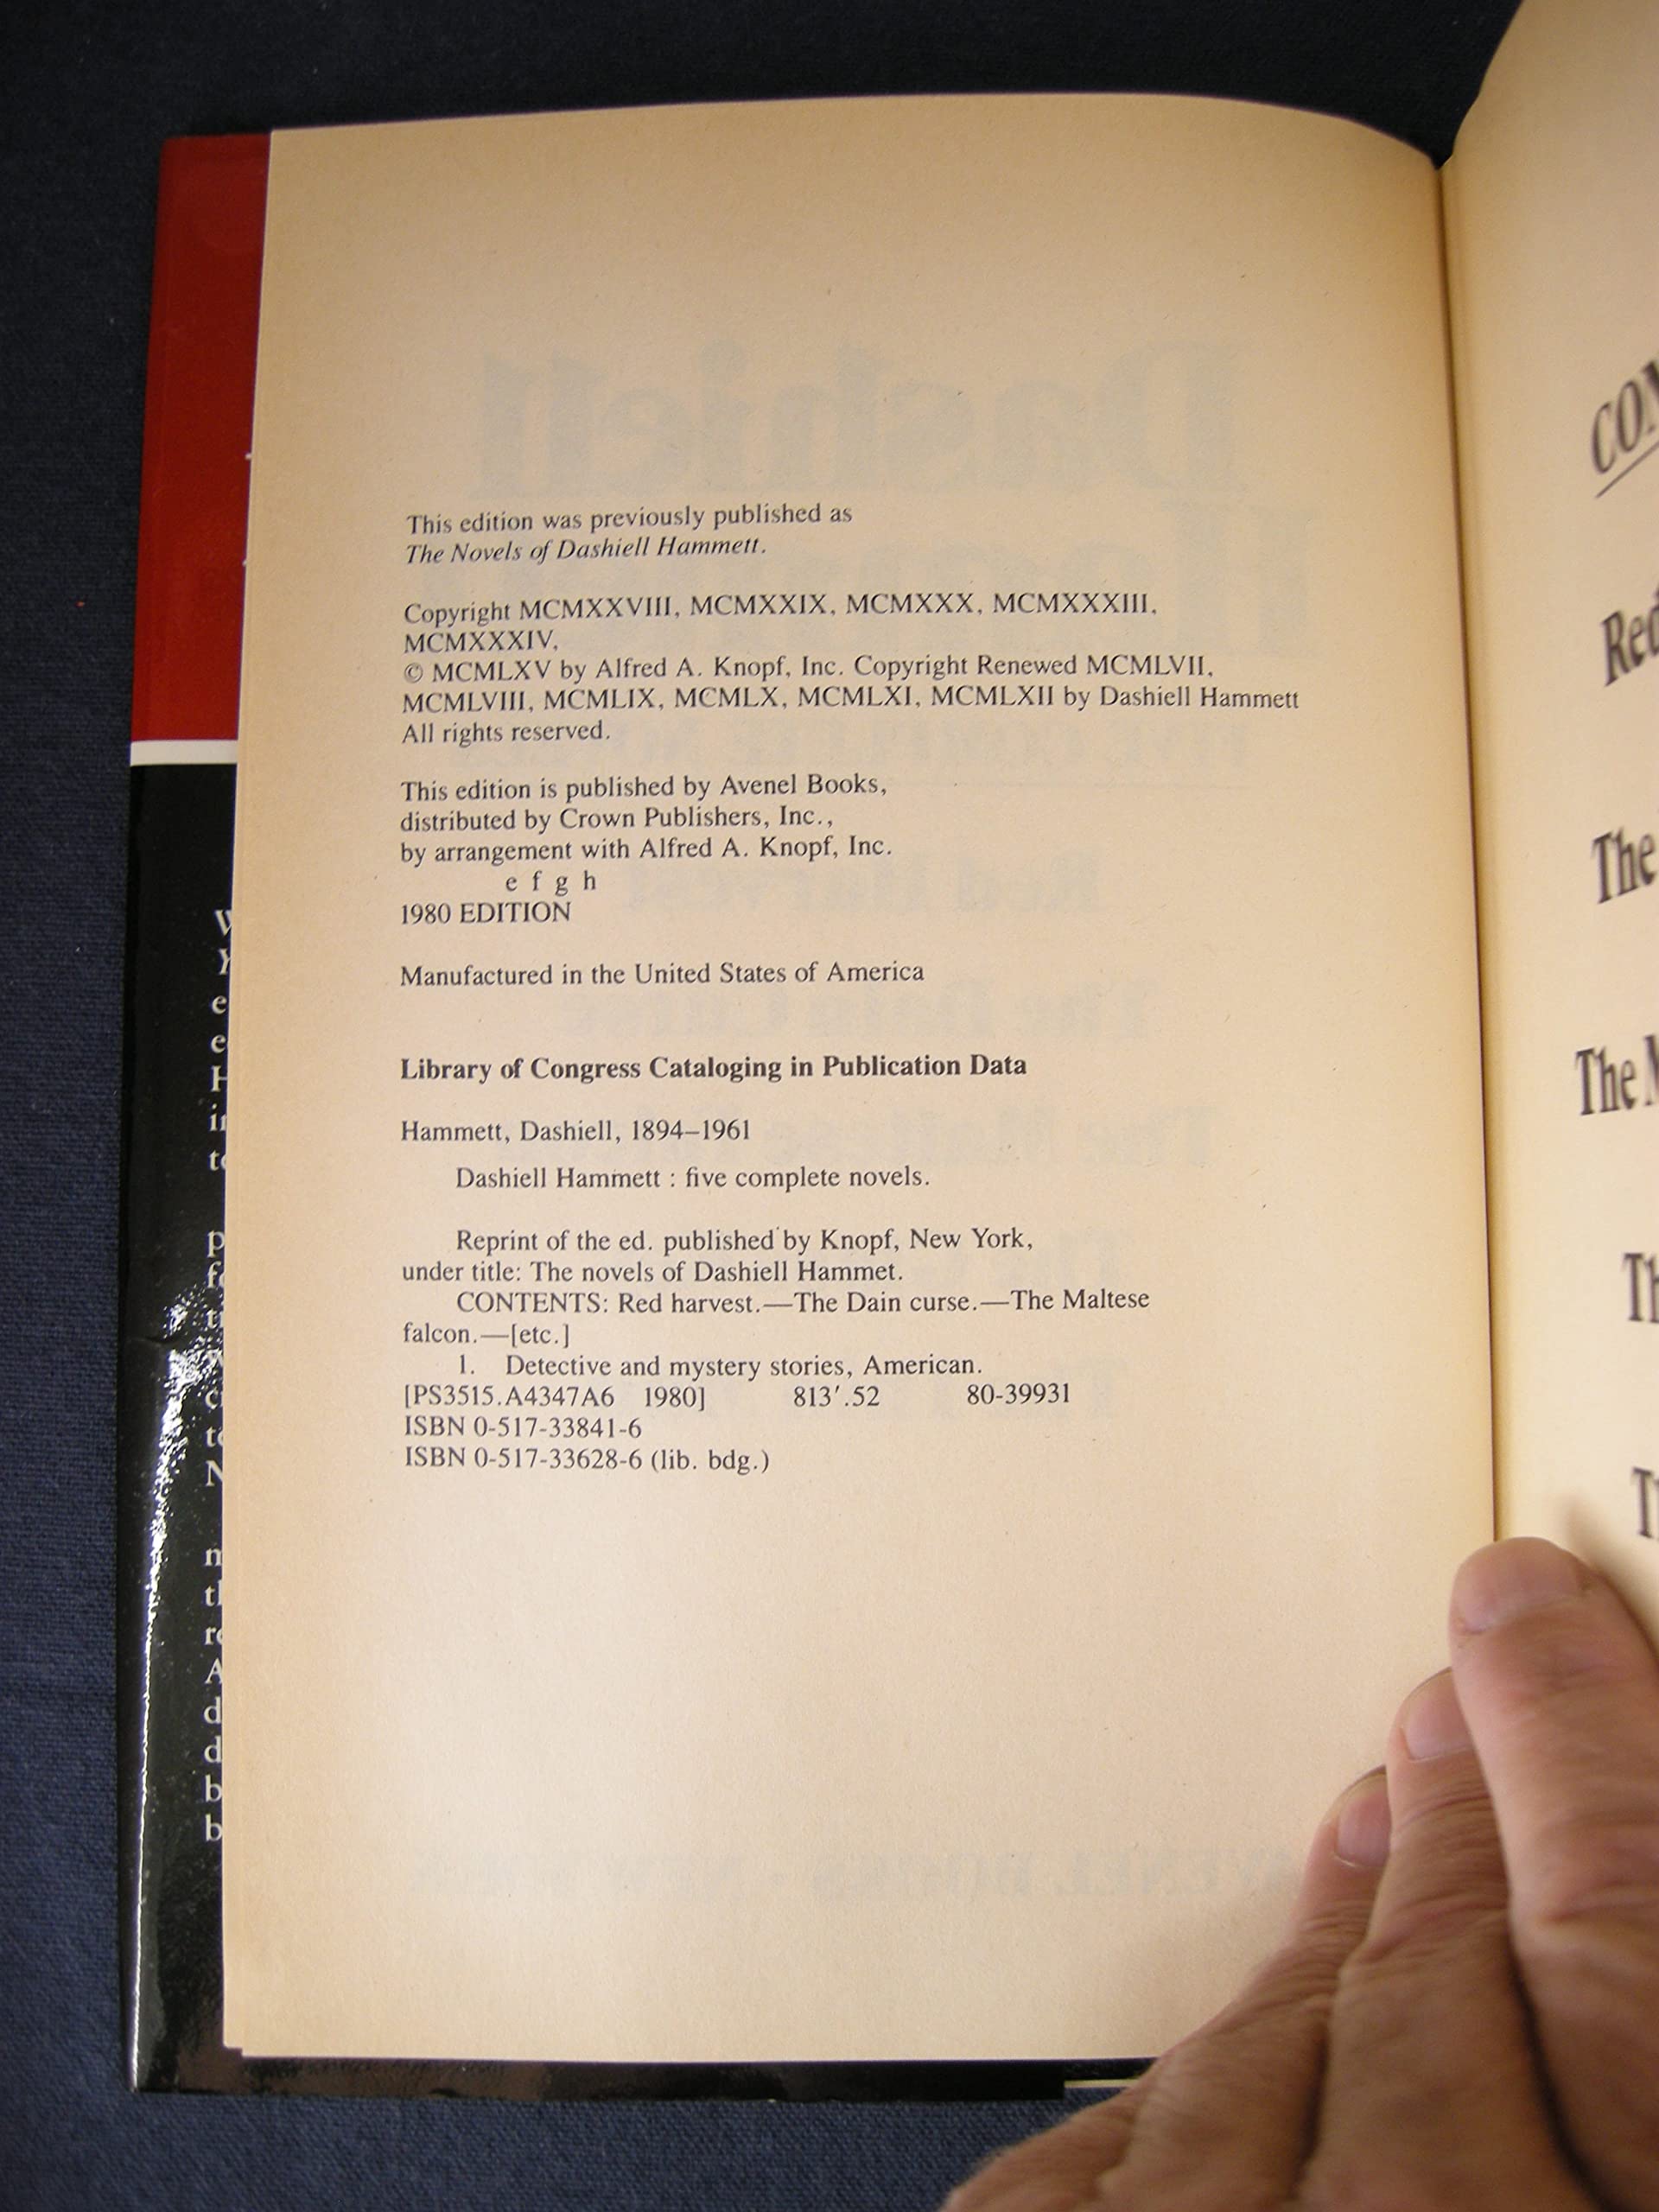 This edition was previously published as
The Novels of Dashiell Hammett.
Copyright MCMXXVIII, MCMXXIX, MCMXXX, MCMXXXIII,
MCMXXXIV,
© MCMLXV by Alfred A. Knopf, Inc. Copyright Renewed MCMLVII,
MCMLVIII, MCMLIX, MCMLX, MCMLXI, MCMLXII by Dashiell Hammett
All rights reserved.
This edition is published by Avenel Books,
distributed by Crown Publishers, Inc.,
by arrangement with Alfred A. Knopf, Inc.
e f g h
1980 EDITION
Manufactured in the United States of America
Library of Congress Cataloging in Publication Data
Hammett, Dashiell, 1894–1961
Dashiell Hammett : five complete novels.
Reprint of the ed. published by Knopf, New York,
under title: The novels of Dashiell Hammet.
CONTENTS: Red harvest.—The Dain curse.—The Maltese
falcon.—[etc.]
1. Detective and mystery stories, American.
[PS3515.A4347A6 1980] 813′.52 80-39931
ISBN 0-517-33841-6
ISBN 0-517-33628-6 (lib. bdg.)
The
The